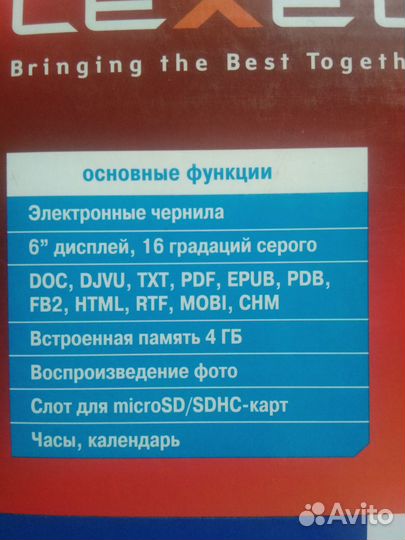 Bringing the Best
основные функции
Электронные чернила
6” дисплей, 16 градаций серого
DOC, DJVU, TXT, PDF, EPUB, PDB,
FB2, HTML, RTF, MOBI, CHM
Встроенная память 4 ГБ
Воспроизведение фото
Слот для microSD/SDHC-карт
Часы, календарь
Avito